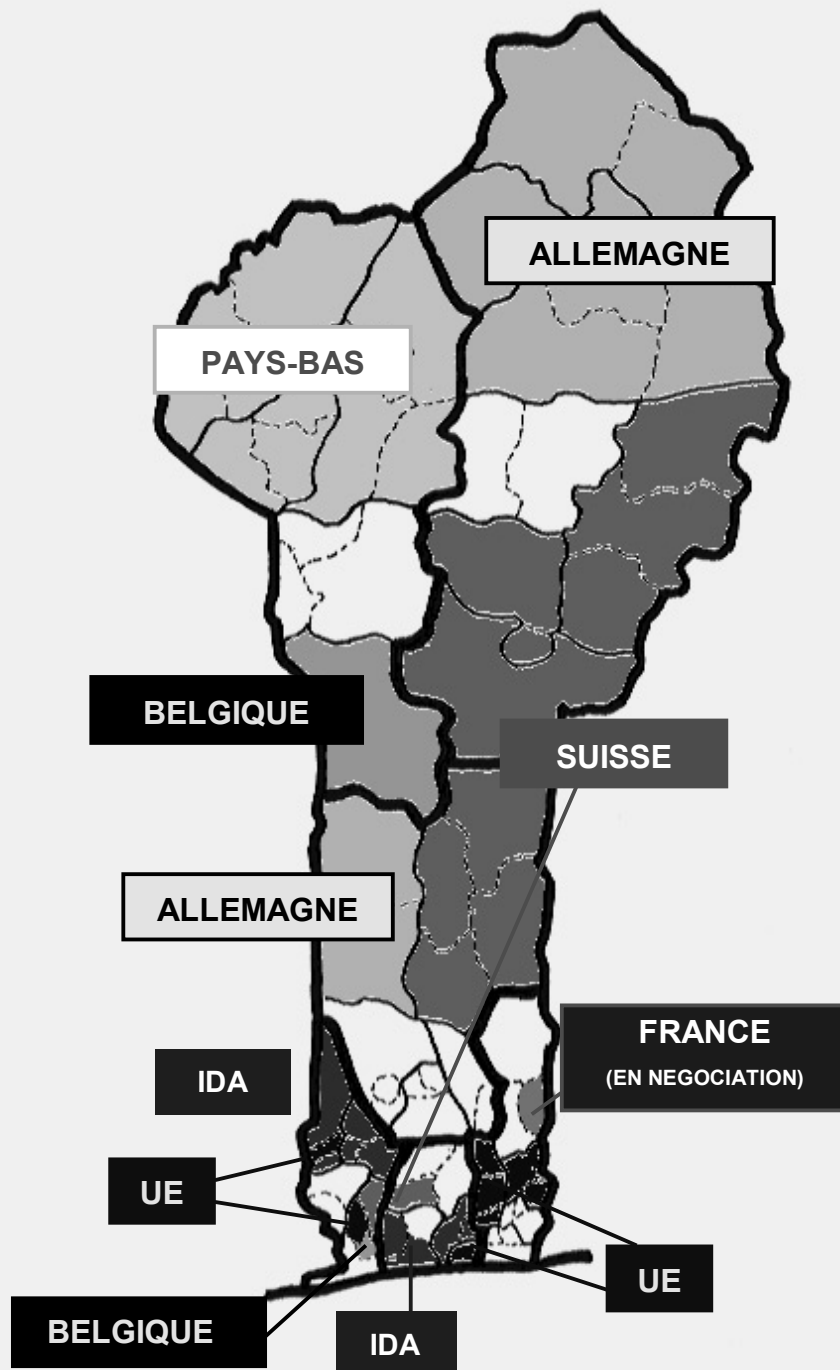 ALLEMAGNE
PAYS-BAS
BELGIQUE
SUISSE
ALLEMAGNE
FRANCE
(EN NEGOCIATION)
IDA
UE
UE
BELGIQUE
IDA